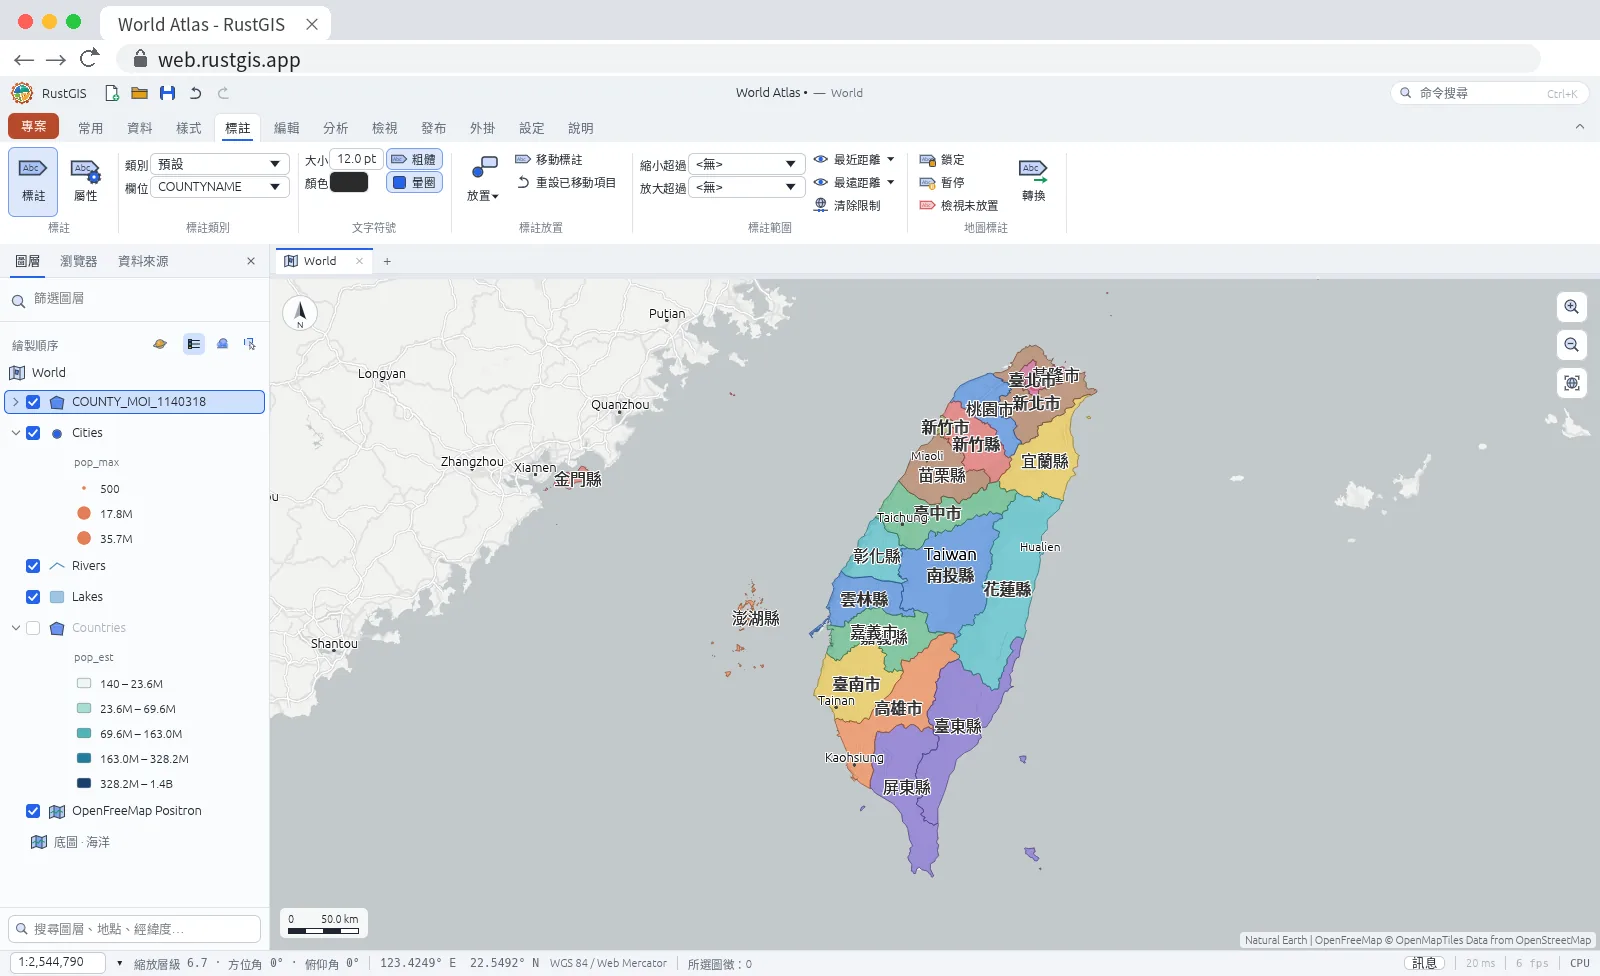 World Atlas - RustGIS
web.rustgis.app
RustGIS
World Atlas • — World
命令搜尋 Ctrl+K
專案 常用 資料 樣式 標註 編輯 分析 檢視 發布 外掛 設定 說明
標註
屬性
類別 預設
欄位 COUNTYNAME
大小 12.0 pt 粗體
顏色 暈圈
放置
移動標註
重設已移動項目
縮小超過 <無>
放大超過 <無>
最近距離
最遠距離
清除限制
鎖定
暫停
檢視未放置
轉換
標註 標註類別 文字符號 標註放置 標註範圍 地圖標註
圖層 瀏覽器 資料來源
World
篩選圖層
繪製順序
World
COUNTY_MOI_1140318
Cities
pop_max
500
17.8M
35.7M
Rivers
Lakes
Countries
pop_est
140 – 23.6M
23.6M – 69.6M
69.6M – 163.0M
163.0M – 328.2M
328.2M – 1.4B
OpenFreeMap Positron
底圖 · 海洋
搜尋圖層、地點、經緯度…
N
Putian
Longyan
Quanzhou
Zhangzhou
Xiamen
金門縣
ou
Shantou
基隆市
臺北市
新北市
桃園市
新竹市
新竹縣
Miaoli
苗栗縣
宜蘭縣
臺中市
Taichung
彰化縣
Taiwan
南投縣
Hualien
花蓮縣
雲林縣
澎湖縣
嘉義市
嘉義縣
臺南市
Tainan
高雄市
臺東縣
Kaohsiung
屏東縣
0 50.0 km
Natural Earth | OpenFreeMap © OpenMapTiles Data from OpenStreetMap
1:2,544,790 縮放層級 6.7 · 方位角 0° · 俯仰角 0° 123.4249° E 22.5492° N WGS 84 / Web Mercator 所選圖徵：0
訊息 20 ms 6 fps CPU